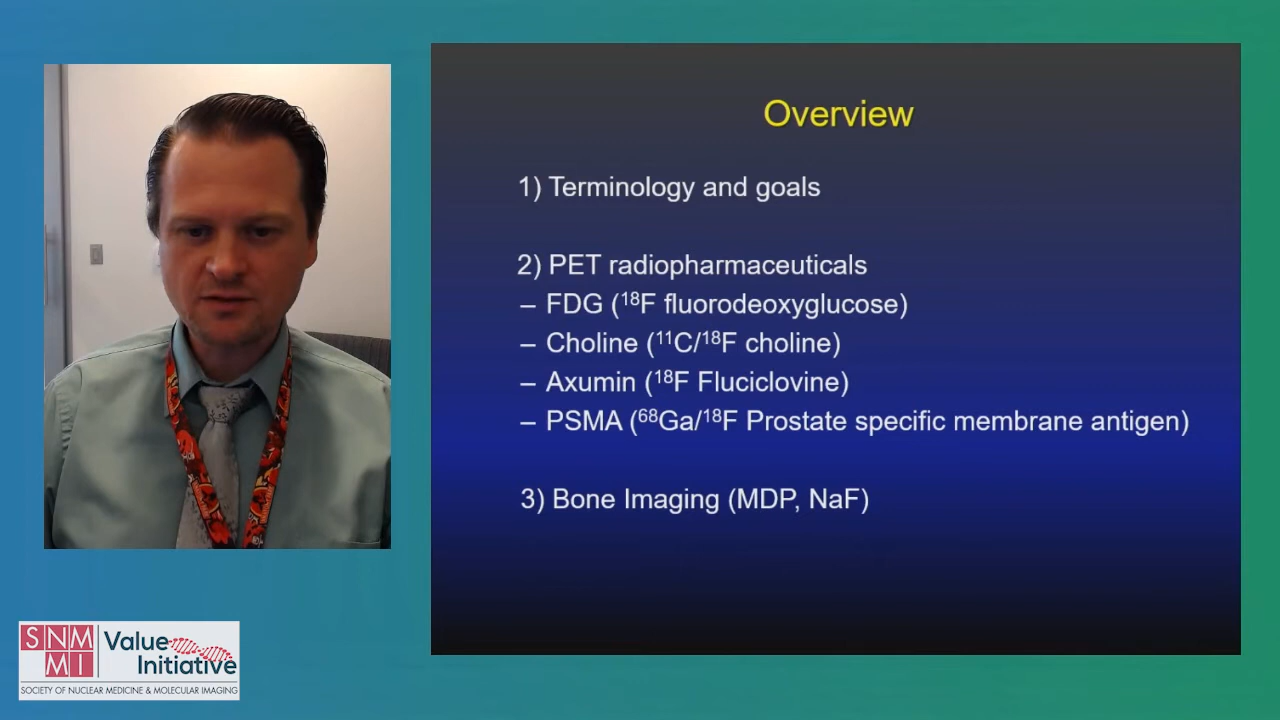 Overview
1) Terminology and goals
2) PET radiopharmaceuticals
– FDG (¹⁸F fluorodeoxyglucose)
– Choline (¹¹C/¹⁸F choline)
– Axumin (¹⁸F Fluciclovine)
– PSMA (⁶⁸Ga/¹⁸F Prostate specific membrane antigen)
3) Bone Imaging (MDP, NaF)
SNM
MI
Value
Initiative
SOCIETY OF NUCLEAR MEDICINE & MOLECULAR IMAGING